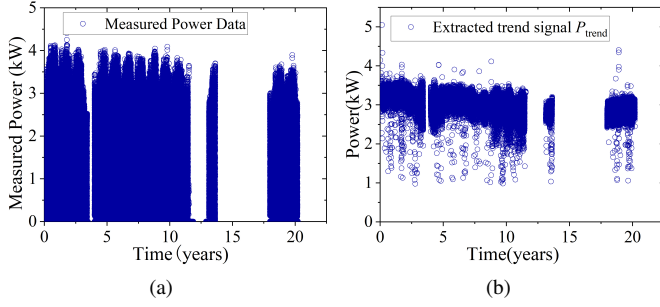 Measured Power Data
Measured Power (kW)
5
4
3
2
1
0
0
5
10
15
20
Time (years)
(a)
Extracted trend signal P_trend
Power(kW)
5
4
3
2
1
0
0
5
10
15
20
Time(years)
(b)